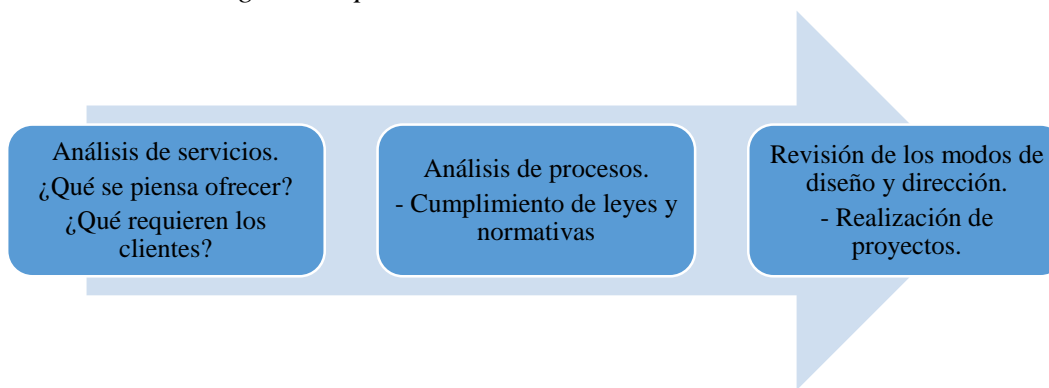 Análisis de servicios.
¿Qué se piensa ofrecer?
¿Qué requieren los
clientes?
Análisis de procesos.
- Cumplimiento de leyes y
normativas
Revisión de los modos de
diseño y dirección.
- Realización de
proyectos.